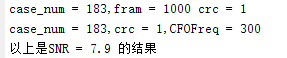 case_num = 183,fram = 1000 crc = 1
case_num = 183,crc = 1,CFOFreq = 300
以上是SNR = 7.9 的结果